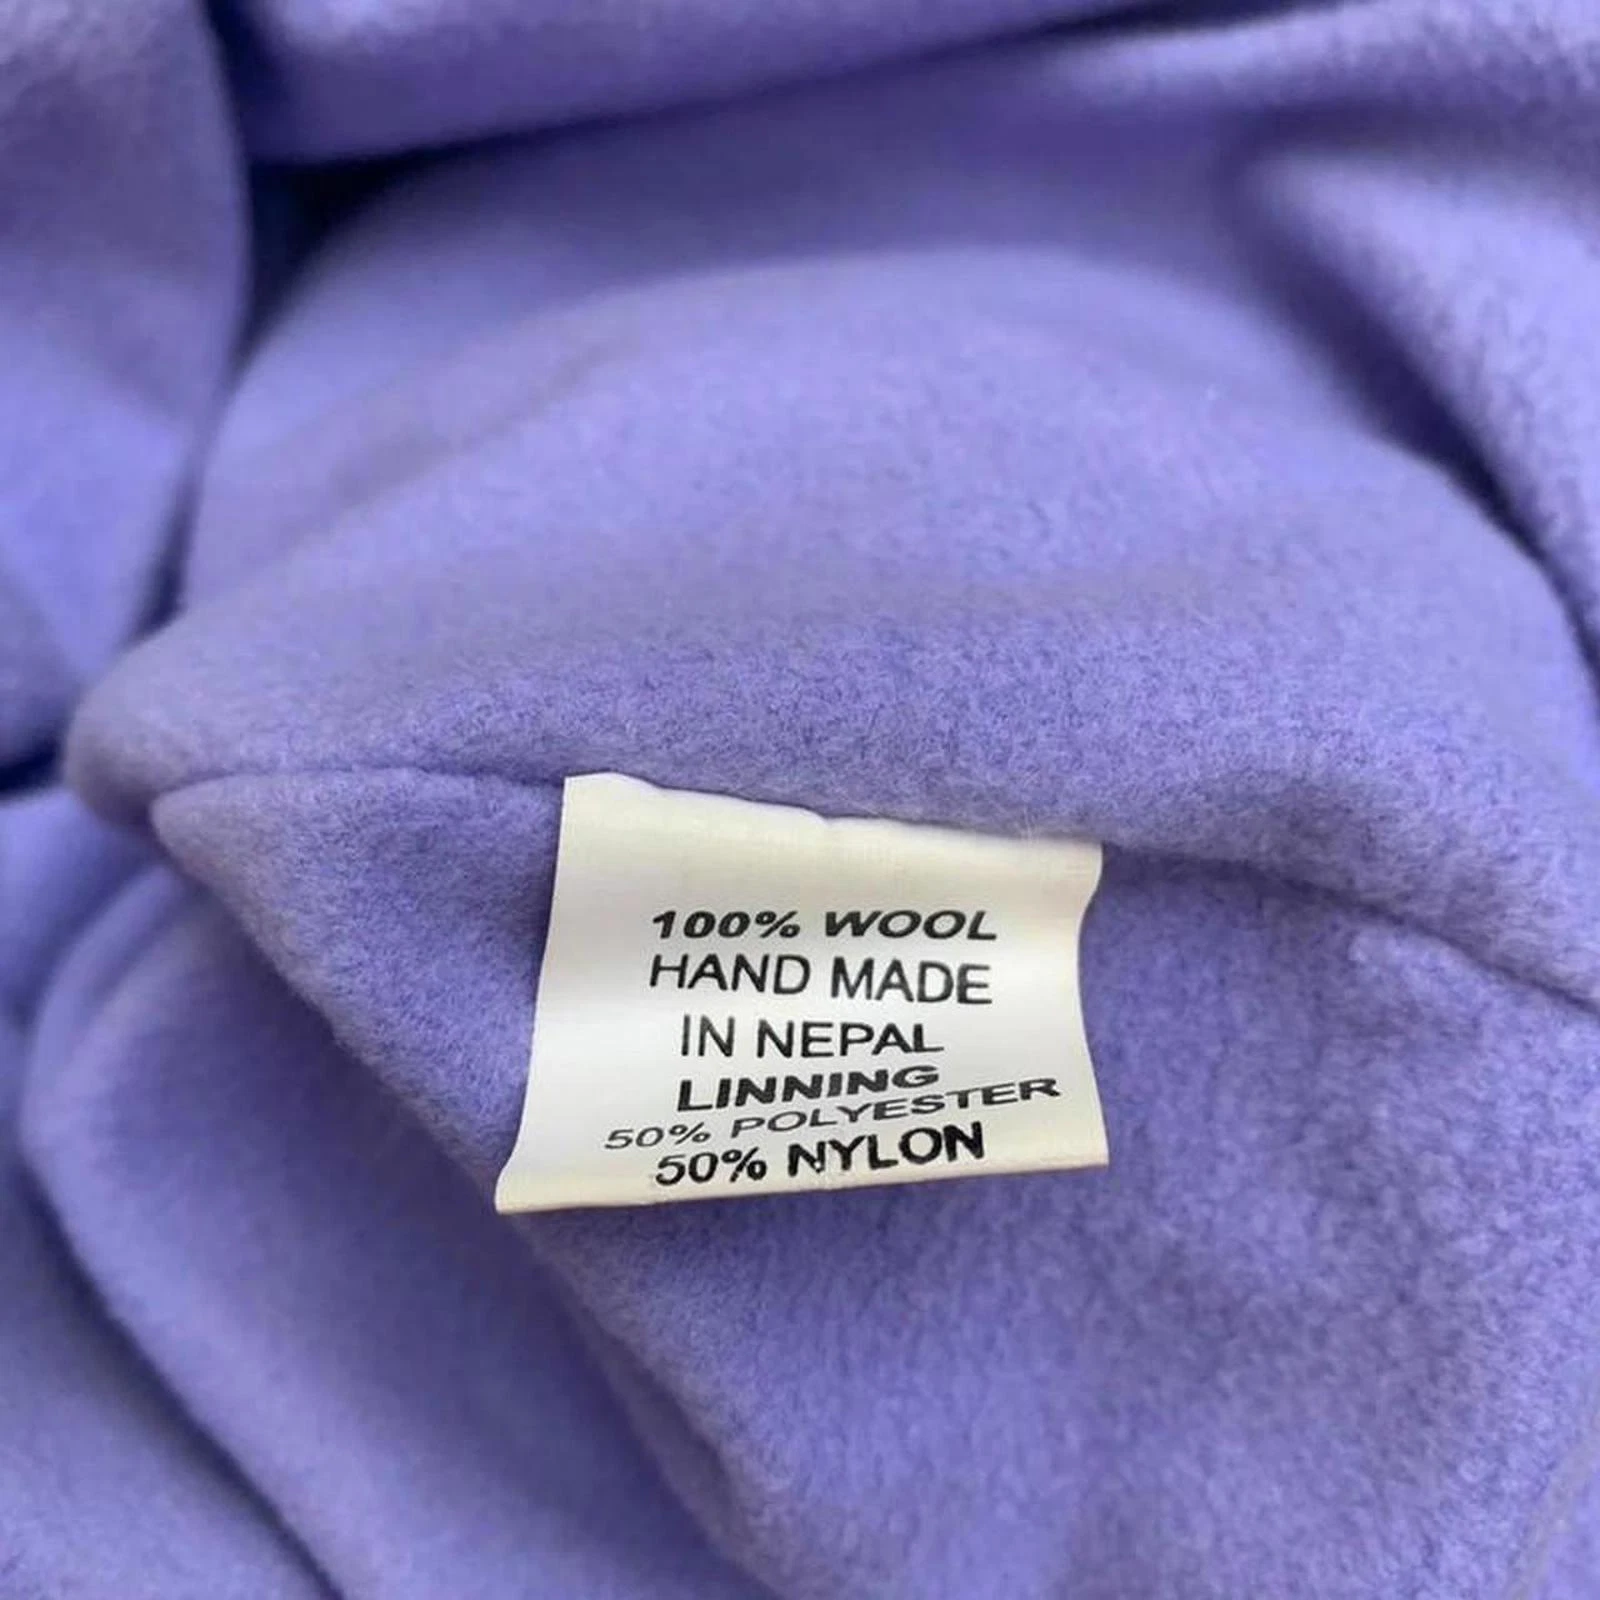 100% WOOL
HAND MADE
IN NEPAL
LINNING
50% POLYESTER
50% NYLON